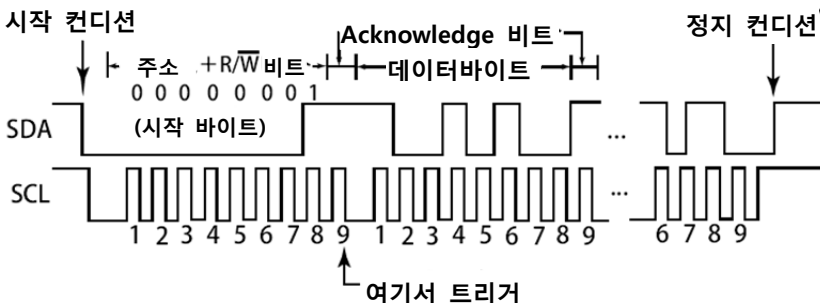 시작 컨디션 Acknowledge 비트 정지 컨디션
주소 +R/W 비트 데이터바이트
0 0 0 0 0 0 0 1
SDA (시작 바이트) ...
SCL ...
1 2 3 4 5 6 7 8 9 1 2 3 4 5 6 7 8 9 6 7 8 9
여기서 트리거